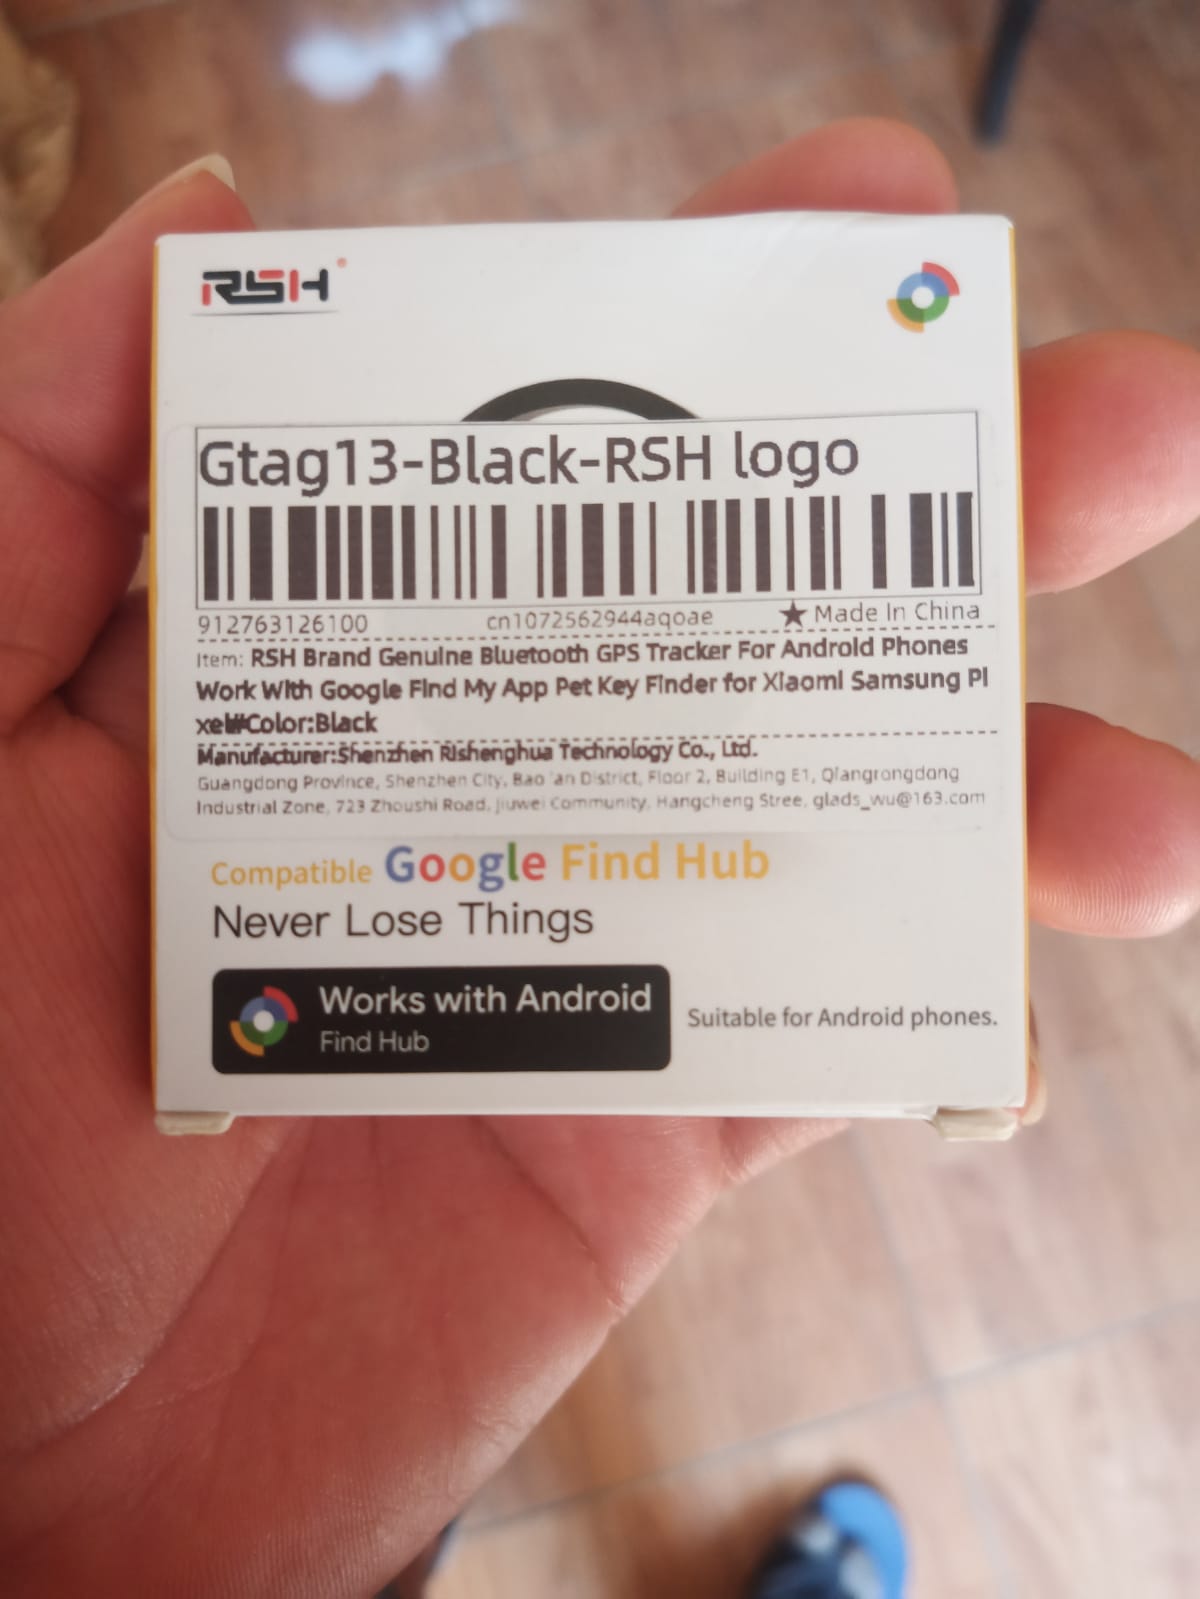 RSH
Gtag13-Black-RSH logo
912763126100 cn1072562944aqoae ★ Made In China
Item: RSH Brand Genuine Bluetooth GPS Tracker For Android Phones
Work With Google Find My App Pet Key Finder for Xiaomi Samsung Pi
xel#Color:Black
Manufacturer:Shenzhen Rishenghua Technology Co., Ltd.
Guangdong Province, Shenzhen City, Bao 'an District, Floor 2, Building E1, Qiangrongdong
Industrial Zone, 723 Zhoushi Road, Jiuwei Community, Hangcheng Stree, glads_wu@163.com
Compatible Google Find Hub
Never Lose Things
Works with Android
Find Hub
Suitable for Android phones.